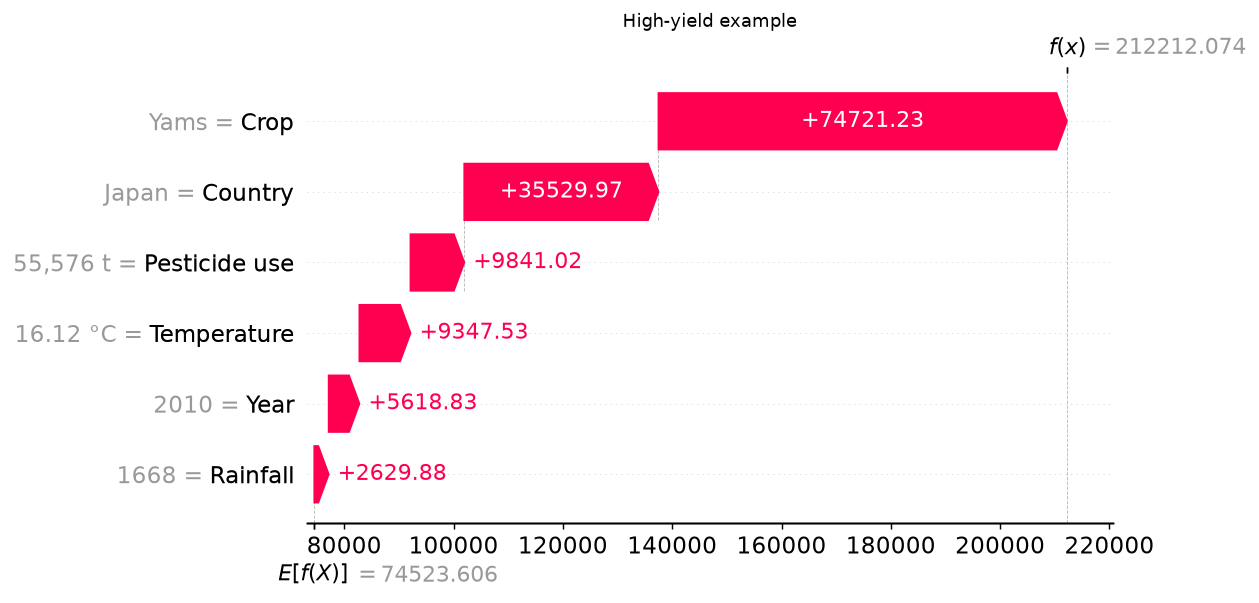 High-yield example
f(x) = 212212.074
Yams = Crop
+74721.23
Japan = Country
+35529.97
55,576 t = Pesticide use
+9841.02
16.12 °C = Temperature
+9347.53
2010 = Year
+5618.83
1668 = Rainfall
+2629.88
80000 100000 120000 140000 160000 180000 200000 220000
E[f(X)] = 74523.606